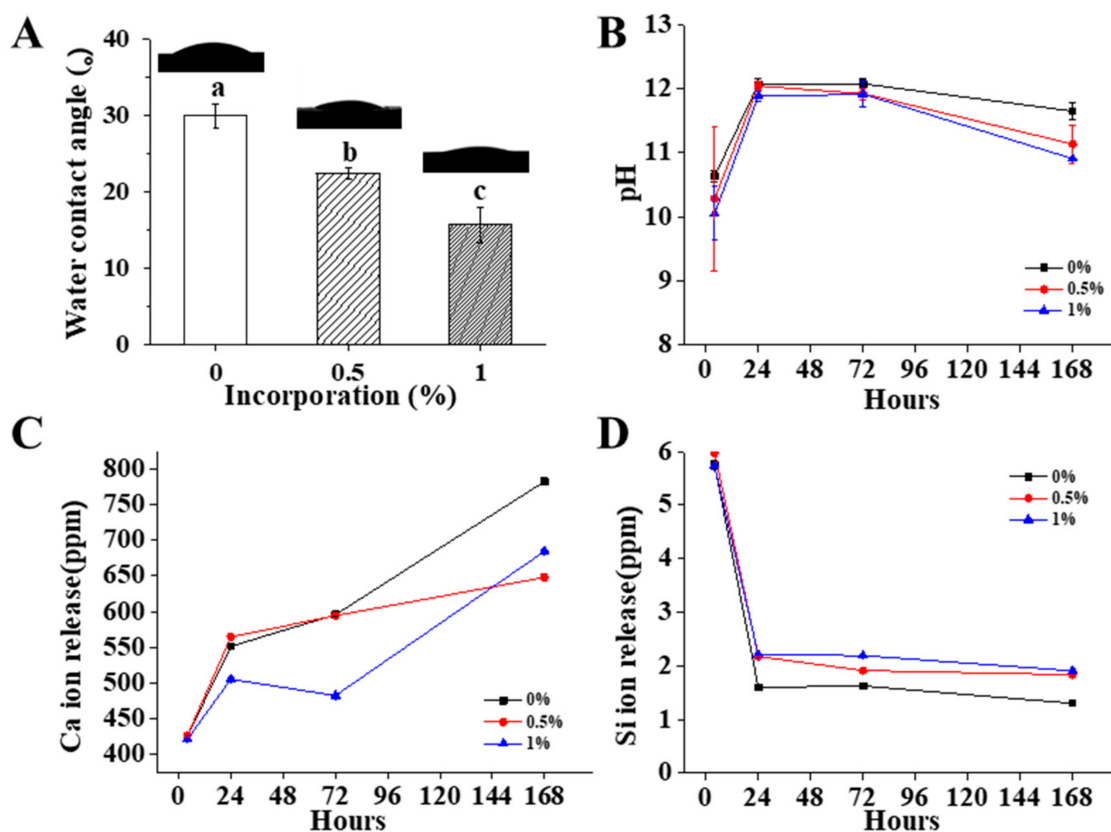 A
Water contact angle (°)
40
30
20
10
0
a
b
c
0 0.5 1
Incorporation (%)
B
pH
13
12
11
10
9
8
0%
0.5%
1%
0 24 48 72 96 120 144 168
Hours
C
Ca ion release(ppm)
800
750
700
650
600
550
500
450
400
0%
0.5%
1%
0 24 48 72 96 120 144 168
Hours
D
Si ion release(ppm)
6
5
4
3
2
1
0
0%
0.5%
1%
0 24 48 72 96 120 144 168
Hours